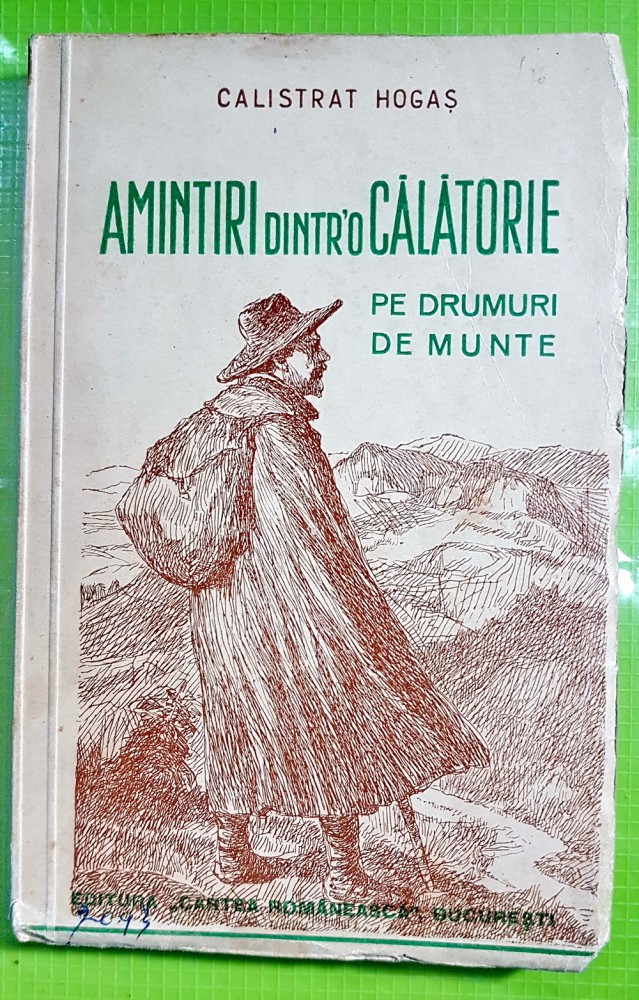 CALISTRAT HOGAȘ
AMINTIRI DINTR'O CĂLĂTORIE
PE DRUMURI
DE MUNTE
EDITURA „CARTEA ROMÂNEASCĂ”, BUCUREȘTI